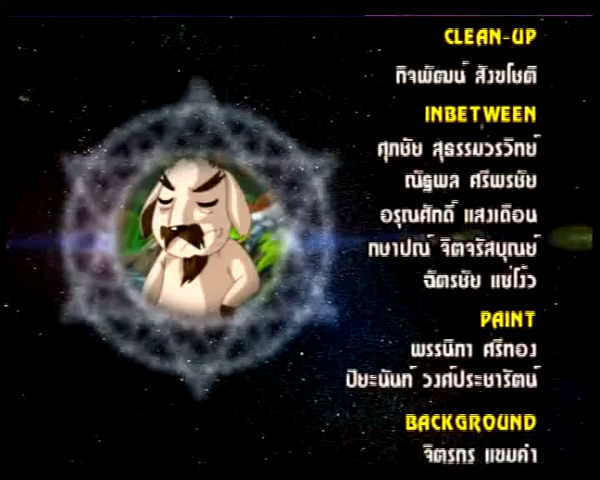 CLEAN-UP
กิจพัฒน์ สังขโชติ
INBETWEEN
ศุภชัย สุธรรมวรวิทย์
ณัฐพล ศรีพรชัย
อรุณศักดิ์ แสงเดือน
กษาปณ์ จิตจรัสบุณย์
ฉัตรชัย แซ่โง้ว
PAINT
พรรนิภา ศรีทอง
ปิยะนันท์ วงศ์ประชารัตน์
BACKGROUND
จิตรกร แขมคำ